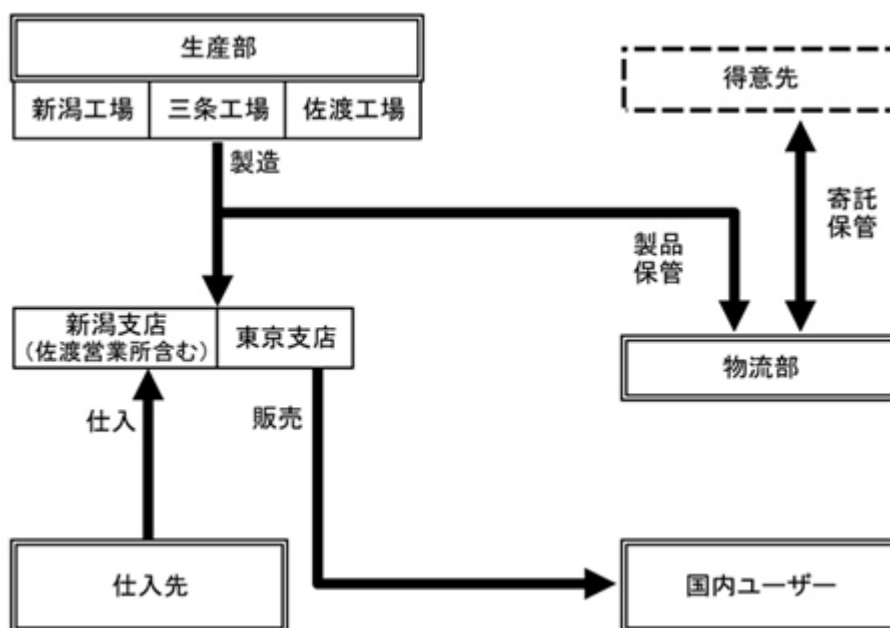 生産部
新潟工場
三条工場
佐渡工場
得意先
製造
寄託
保管
製品
保管
新潟支店
(佐渡営業所含む)
東京支店
物流部
仕入
販売
仕入先
国内ユーザー